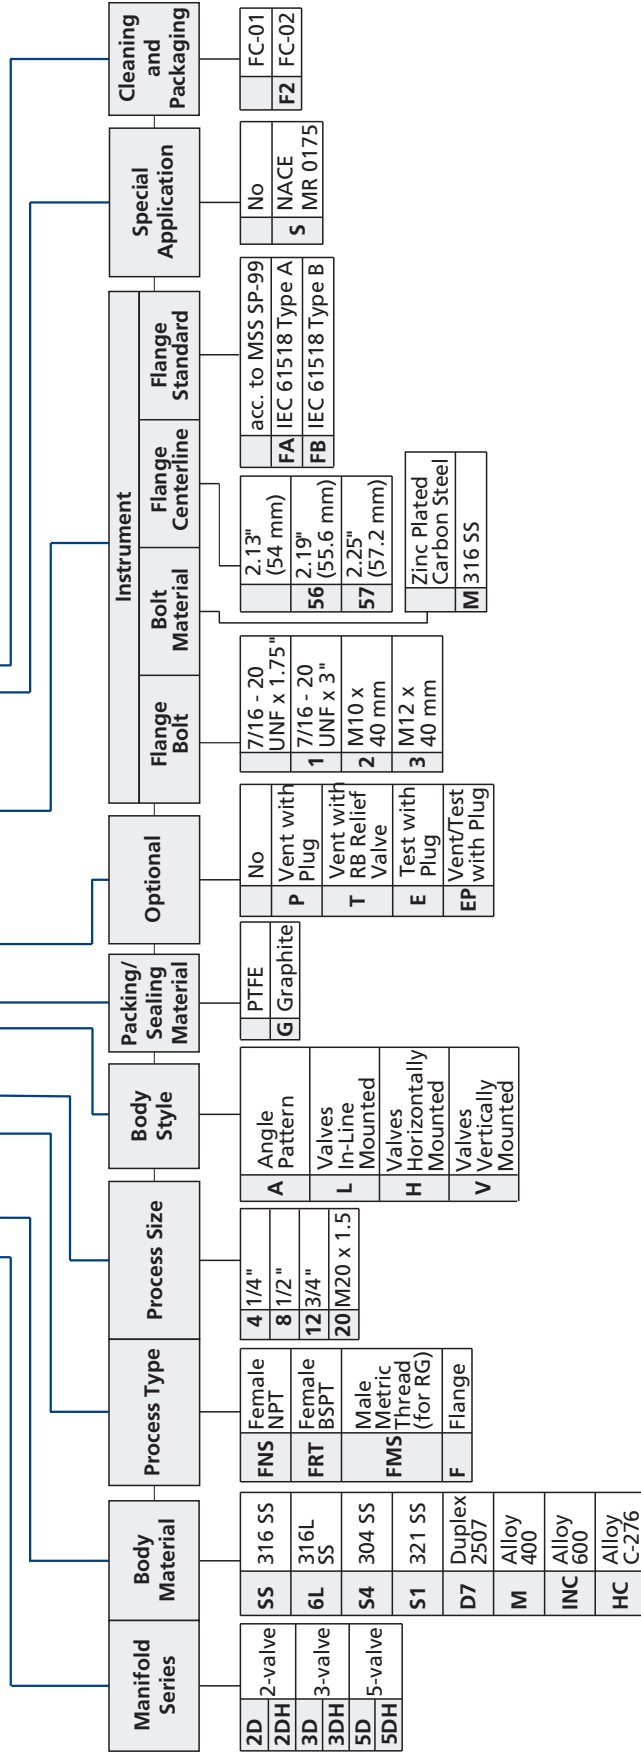 Manifold
Series
2D
2DH
2-valve
3D
3DH
3-valve
5D
5DH
5-valve
Body
Material
SS 316 SS
6L 316L
SS
S4 304 SS
S1 321 SS
D7 Duplex
2507
M Alloy
400
INC Alloy
600
HC Alloy
C-276
Process Type
FNS Female
NPT
FRT Female
BSPT
FMS Male
Metric
Thread
(for RG)
F Flange
Process Size
4 1/4"
8 1/2"
12 3/4"
20 M20 x 1.5
Body
Style
A Angle
Pattern
L Valves
In-Line
Mounted
H Valves
Horizontally
Mounted
V Valves
Vertically
Mounted
Packing/
Sealing
Material
PTFE
G Graphite
Optional
No
P Vent with
Plug
T Vent with
RB Relief
Valve
E Test with
Plug
EP Vent/Test
with Plug
Instrument
Flange
Bolt
7/16 - 20
UNF x 1.75"
1 7/16 - 20
UNF x 3"
2 M10 x
40 mm
3 M12 x
40 mm
Bolt
Material
Zinc Plated
Carbon Steel
M 316 SS
Flange
Centerline
2.13"
(54 mm)
56 2.19"
(55.6 mm)
57 2.25"
(57.2 mm)
Flange
Standard
acc. to MSS SP-99
FA IEC 61518 Type A
FB IEC 61518 Type B
Special
Application
No
S NACE
MR 0175
Cleaning
and
Packaging
FC-01
F2 FC-02